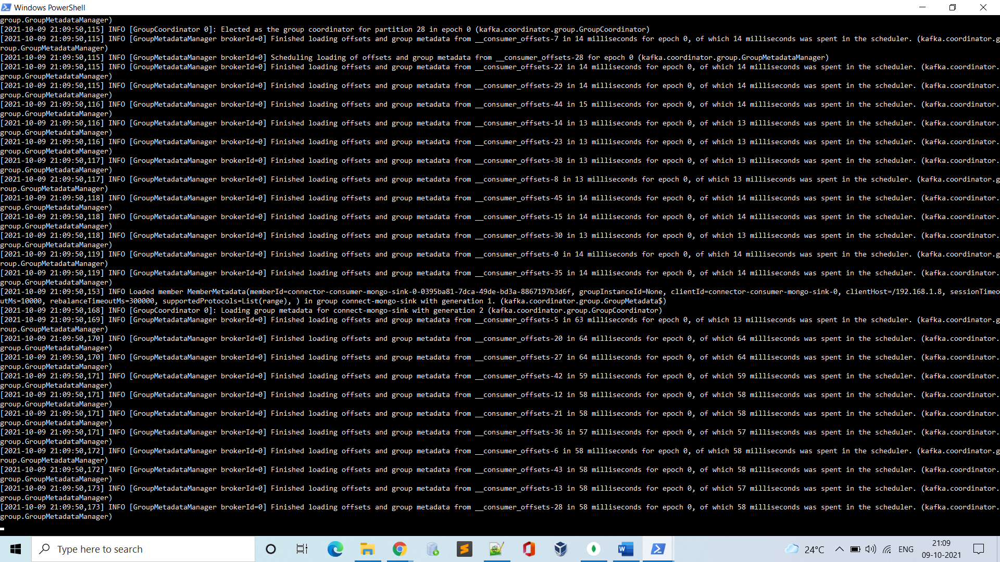 Windows PowerShell
group.GroupMetadataManager)
[2021-10-09 21:09:50,115] INFO [GroupCoordinator 0]: Elected as the group coordinator for partition 28 in epoch 0 (kafka.coordinator.group.GroupCoordinator)
[2021-10-09 21:09:50,115] INFO [GroupMetadataManager brokerId=0] Finished loading offsets and group metadata from __consumer_offsets-7 in 14 milliseconds for epoch 0, of which 14 milliseconds was spent in the scheduler. (kafka.coordinator.g
roup.GroupMetadataManager)
[2021-10-09 21:09:50,115] INFO [GroupMetadataManager brokerId=0] Scheduling loading of offsets and group metadata from __consumer_offsets-28 for epoch 0 (kafka.coordinator.group.GroupMetadataManager)
[2021-10-09 21:09:50,115] INFO [GroupMetadataManager brokerId=0] Finished loading offsets and group metadata from __consumer_offsets-22 in 14 milliseconds for epoch 0, of which 14 milliseconds was spent in the scheduler. (kafka.coordinator.
group.GroupMetadataManager)
[2021-10-09 21:09:50,115] INFO [GroupMetadataManager brokerId=0] Finished loading offsets and group metadata from __consumer_offsets-29 in 14 milliseconds for epoch 0, of which 14 milliseconds was spent in the scheduler. (kafka.coordinator.
group.GroupMetadataManager)
[2021-10-09 21:09:50,116] INFO [GroupMetadataManager brokerId=0] Finished loading offsets and group metadata from __consumer_offsets-44 in 15 milliseconds for epoch 0, of which 14 milliseconds was spent in the scheduler. (kafka.coordinator.
group.GroupMetadataManager)
[2021-10-09 21:09:50,116] INFO [GroupMetadataManager brokerId=0] Finished loading offsets and group metadata from __consumer_offsets-14 in 13 milliseconds for epoch 0, of which 13 milliseconds was spent in the scheduler. (kafka.coordinator.
group.GroupMetadataManager)
[2021-10-09 21:09:50,116] INFO [GroupMetadataManager brokerId=0] Finished loading offsets and group metadata from __consumer_offsets-23 in 13 milliseconds for epoch 0, of which 13 milliseconds was spent in the scheduler. (kafka.coordinator.
group.GroupMetadataManager)
[2021-10-09 21:09:50,117] INFO [GroupMetadataManager brokerId=0] Finished loading offsets and group metadata from __consumer_offsets-38 in 13 milliseconds for epoch 0, of which 13 milliseconds was spent in the scheduler. (kafka.coordinator.
group.GroupMetadataManager)
[2021-10-09 21:09:50,117] INFO [GroupMetadataManager brokerId=0] Finished loading offsets and group metadata from __consumer_offsets-8 in 13 milliseconds for epoch 0, of which 13 milliseconds was spent in the scheduler. (kafka.coordinator.g
roup.GroupMetadataManager)
[2021-10-09 21:09:50,118] INFO [GroupMetadataManager brokerId=0] Finished loading offsets and group metadata from __consumer_offsets-45 in 14 milliseconds for epoch 0, of which 14 milliseconds was spent in the scheduler. (kafka.coordinator.
group.GroupMetadataManager)
[2021-10-09 21:09:50,118] INFO [GroupMetadataManager brokerId=0] Finished loading offsets and group metadata from __consumer_offsets-15 in 14 milliseconds for epoch 0, of which 14 milliseconds was spent in the scheduler. (kafka.coordinator.
group.GroupMetadataManager)
[2021-10-09 21:09:50,118] INFO [GroupMetadataManager brokerId=0] Finished loading offsets and group metadata from __consumer_offsets-30 in 13 milliseconds for epoch 0, of which 13 milliseconds was spent in the scheduler. (kafka.coordinator.
group.GroupMetadataManager)
[2021-10-09 21:09:50,119] INFO [GroupMetadataManager brokerId=0] Finished loading offsets and group metadata from __consumer_offsets-0 in 14 milliseconds for epoch 0, of which 14 milliseconds was spent in the scheduler. (kafka.coordinator.g
roup.GroupMetadataManager)
[2021-10-09 21:09:50,119] INFO [GroupMetadataManager brokerId=0] Finished loading offsets and group metadata from __consumer_offsets-35 in 14 milliseconds for epoch 0, of which 14 milliseconds was spent in the scheduler. (kafka.coordinator.
group.GroupMetadataManager)
[2021-10-09 21:09:50,153] INFO Loaded member MemberMetadata(memberId=connector-consumer-mongo-sink-0-0395ba81-7dca-49de-bd3a-8867197b3d6f, groupInstanceId=None, clientId=connector-consumer-mongo-sink-0, clientHost=/192.168.1.8, sessionTimeo
utMs=10000, rebalanceTimeoutMs=300000, supportedProtocols=List(range), ) in group connect-mongo-sink with generation 1. (kafka.coordinator.group.GroupMetadata$)
[2021-10-09 21:09:50,168] INFO [GroupCoordinator 0]: Loading group metadata for connect-mongo-sink with generation 2 (kafka.coordinator.group.GroupCoordinator)
[2021-10-09 21:09:50,169] INFO [GroupMetadataManager brokerId=0] Finished loading offsets and group metadata from __consumer_offsets-5 in 63 milliseconds for epoch 0, of which 13 milliseconds was spent in the scheduler. (kafka.coordinator.g
roup.GroupMetadataManager)
[2021-10-09 21:09:50,170] INFO [GroupMetadataManager brokerId=0] Finished loading offsets and group metadata from __consumer_offsets-20 in 64 milliseconds for epoch 0, of which 64 milliseconds was spent in the scheduler. (kafka.coordinator.
group.GroupMetadataManager)
[2021-10-09 21:09:50,170] INFO [GroupMetadataManager brokerId=0] Finished loading offsets and group metadata from __consumer_offsets-27 in 64 milliseconds for epoch 0, of which 64 milliseconds was spent in the scheduler. (kafka.coordinator.
group.GroupMetadataManager)
[2021-10-09 21:09:50,171] INFO [GroupMetadataManager brokerId=0] Finished loading offsets and group metadata from __consumer_offsets-42 in 59 milliseconds for epoch 0, of which 59 milliseconds was spent in the scheduler. (kafka.coordinator.
group.GroupMetadataManager)
[2021-10-09 21:09:50,171] INFO [GroupMetadataManager brokerId=0] Finished loading offsets and group metadata from __consumer_offsets-12 in 58 milliseconds for epoch 0, of which 58 milliseconds was spent in the scheduler. (kafka.coordinator.
group.GroupMetadataManager)
[2021-10-09 21:09:50,171] INFO [GroupMetadataManager brokerId=0] Finished loading offsets and group metadata from __consumer_offsets-21 in 58 milliseconds for epoch 0, of which 58 milliseconds was spent in the scheduler. (kafka.coordinator.
group.GroupMetadataManager)
[2021-10-09 21:09:50,171] INFO [GroupMetadataManager brokerId=0] Finished loading offsets and group metadata from __consumer_offsets-36 in 57 milliseconds for epoch 0, of which 57 milliseconds was spent in the scheduler. (kafka.coordinator.
group.GroupMetadataManager)
[2021-10-09 21:09:50,172] INFO [GroupMetadataManager brokerId=0] Finished loading offsets and group metadata from __consumer_offsets-6 in 58 milliseconds for epoch 0, of which 58 milliseconds was spent in the scheduler. (kafka.coordinator.g
roup.GroupMetadataManager)
[2021-10-09 21:09:50,172] INFO [GroupMetadataManager brokerId=0] Finished loading offsets and group metadata from __consumer_offsets-43 in 58 milliseconds for epoch 0, of which 58 milliseconds was spent in the scheduler. (kafka.coordinator.
group.GroupMetadataManager)
[2021-10-09 21:09:50,173] INFO [GroupMetadataManager brokerId=0] Finished loading offsets and group metadata from __consumer_offsets-13 in 58 milliseconds for epoch 0, of which 57 milliseconds was spent in the scheduler. (kafka.coordinator.
group.GroupMetadataManager)
[2021-10-09 21:09:50,173] INFO [GroupMetadataManager brokerId=0] Finished loading offsets and group metadata from __consumer_offsets-28 in 58 milliseconds for epoch 0, of which 58 milliseconds was spent in the scheduler. (kafka.coordinator.
group.GroupMetadataManager)
Type here to search
24°C
ENG
21:09
09-10-2021